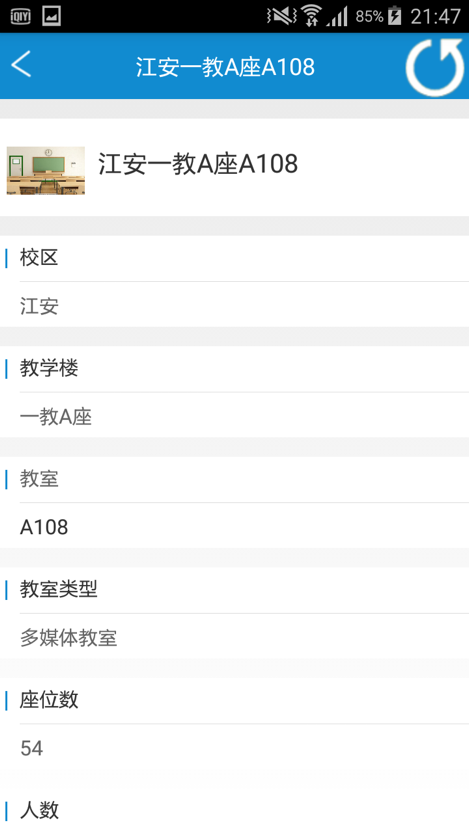 QIY
85%
21:47
江安一教A座A108
江安一教A座A108
校区
江安
教学楼
一教A座
教室
A108
教室类型
多媒体教室
座位数
54
人数